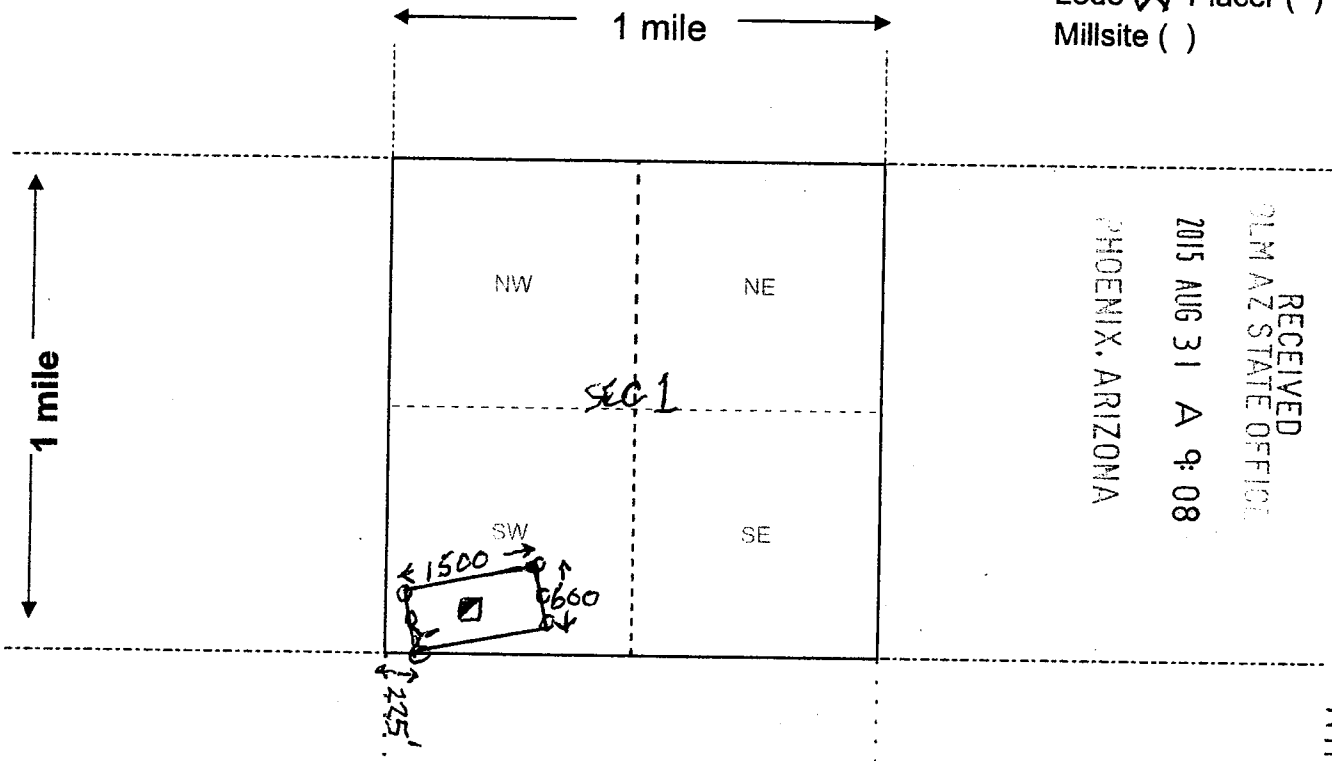 Lode Placer ( )
Millsite ( )
1 mile
1 mile
NW
NE
SEC 1
SW
SE
1500
600
225'
RECEIVED
BLM AZ STATE OFFICE
2015 AUG 31 A 9:08
PHOENIX, ARIZONA